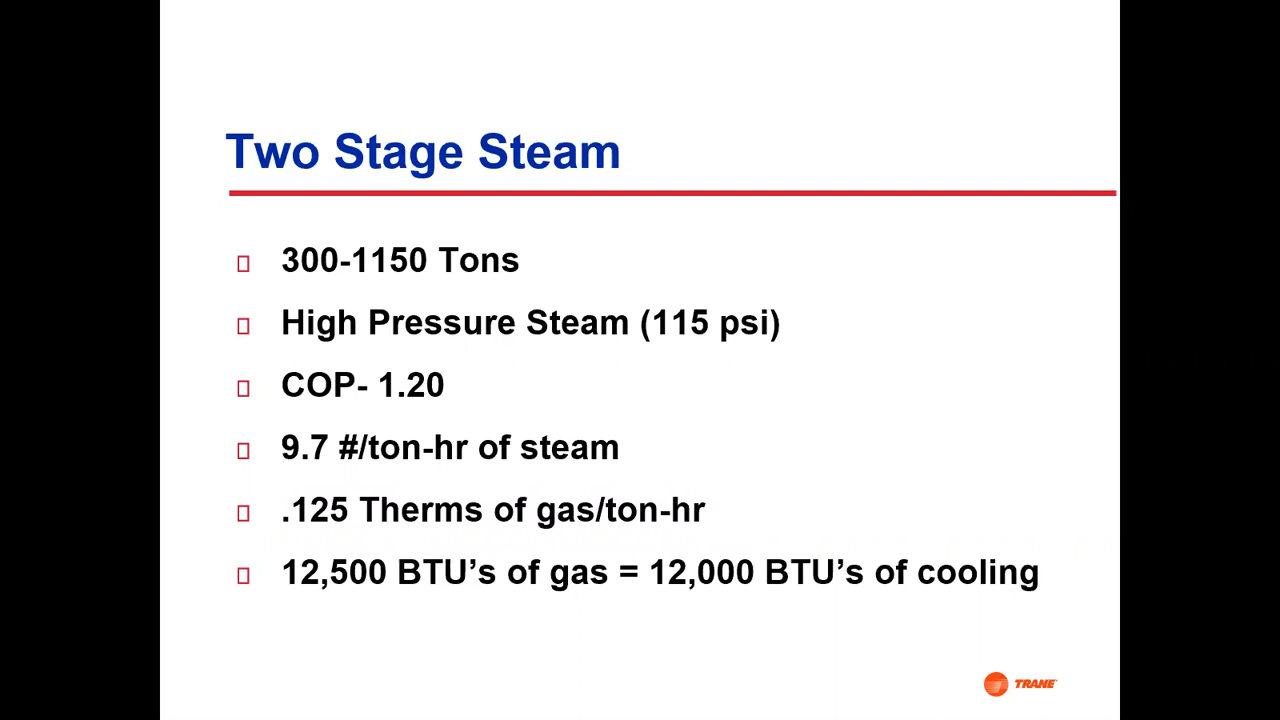 Two Stage Steam
300-1150 Tons
High Pressure Steam (115 psi)
COP- 1.20
9.7 #/ton-hr of steam
.125 Therms of gas/ton-hr
12,500 BTU’s of gas = 12,000 BTU’s of cooling
TRANE